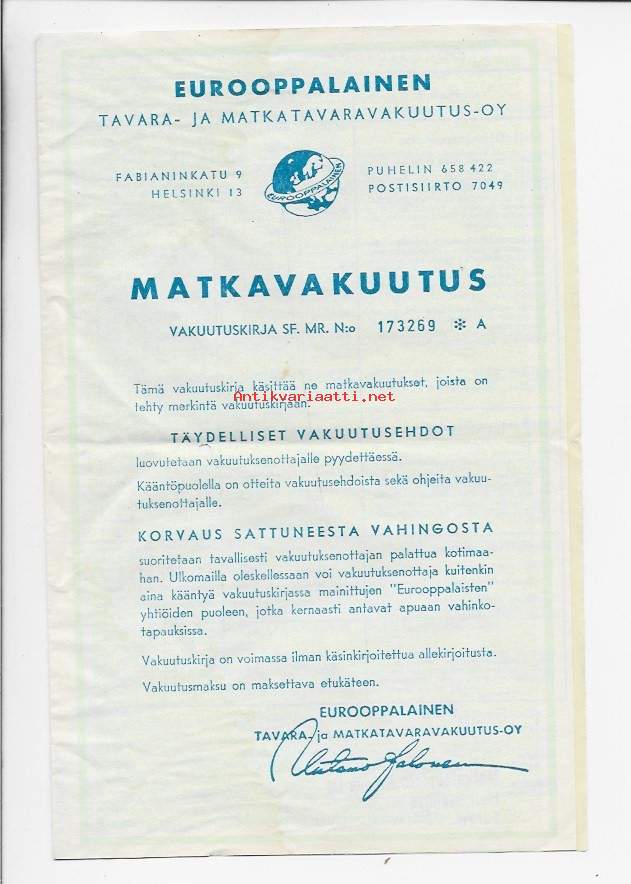 EUROOPPALAINEN
TAVARA- JA MATKATAVARAVAKUUTUS-OY
FABIANINKATU 9
HELSINKI 13
EUROOPPALAINEN
PUHELIN 658 422
POSTISIIRTO 7049
MATKAVAKUUTUS
VAKUUTUSKIRJA SF. MR. N:o 173269 * A
Tämä vakuutuskirja käsittää ne matkavakuutukset, joista on
Antikvariaatti.net
tehty merkintä vakuutuskirjaan.
TÄYDELLISET VAKUUTUSEHDOT
luovutetaan vakuutuksenottajalle pyydettäessä.
Kääntöpuolella on otteita vakuutusehdoista sekä ohjeita vakuu-
tuksenottajalle.
KORVAUS SATTUNEESTA VAHINGOSTA
suoritetaan tavallisesti vakuutuksenottajan palattua kotimaa-
han. Ulkomailla oleskellessaan voi vakuutuksenottaja kuitenkin
aina kääntyä vakuutuskirjassa mainittujen "Eurooppalaisten"
yhtiöiden puoleen, jotka kernaasti antavat apuaan vahinko-
tapauksissa.
Vakuutuskirja on voimassa ilman käsinkirjoitettua allekirjoitusta.
Vakuutusmaksu on maksettava etukäteen.
EUROOPPALAINEN
TAVARA- ja MATKATAVARAVAKUUTUS-OY